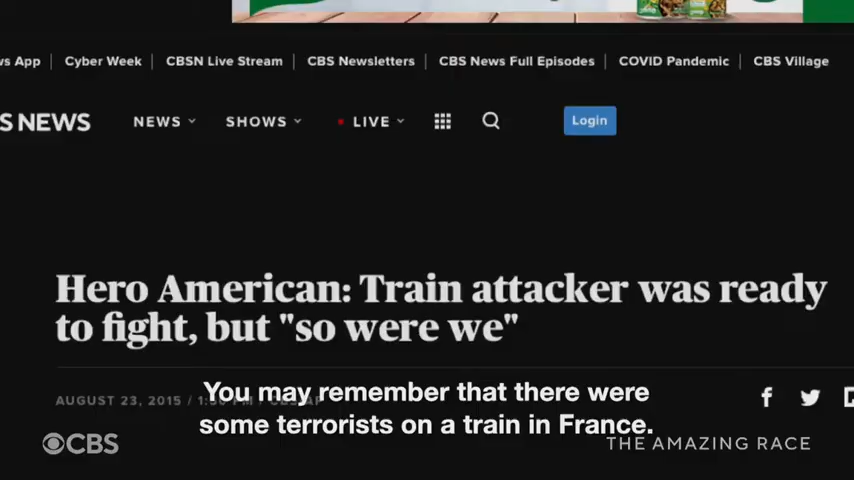 ws App | Cyber Week | CBSN Live Stream | CBS Newsletters | CBS News Full Episodes | COVID Pandemic | CBS Village
S NEWS NEWS SHOWS LIVE Login
Hero American: Train attacker was ready
to fight, but "so were we"
AUGUST 23, 2015 /
You may remember that there were
some terrorists on a train in France.
CBS THE AMAZING RACE